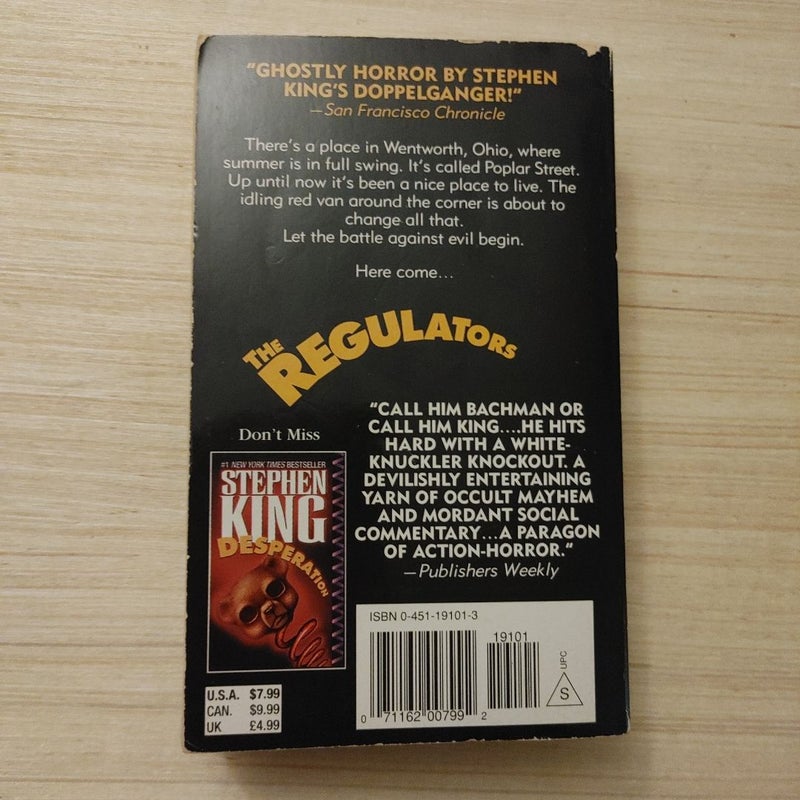 "GHOSTLY HORROR BY STEPHEN
KING'S DOPPELGANGER!"
—San Francisco Chronicle
There's a place in Wentworth, Ohio, where
summer is in full swing. It's called Poplar Street.
Up until now it's been a nice place to live. The
idling red van around the corner is about to
change all that.
Let the battle against evil begin.
Here come...
THE REGULATORS
Don't Miss
#1 NEW YORK TIMES BESTSELLER
STEPHEN
KING
DESPERATION
"CALL HIM BACHMAN OR
CALL HIM KING....HE HITS
HARD WITH A WHITE-
KNUCKLER KNOCKOUT. A
DEVILISHLY ENTERTAINING
YARN OF OCCULT MAYHEM
AND MORDANT SOCIAL
COMMENTARY...A PARAGON
OF ACTION-HORROR."
—Publishers Weekly
U.S.A. $7.99
CAN. $9.99
UK £4.99
ISBN 0-451-19101-3
19101
0 71162 00799 2
UPC
S